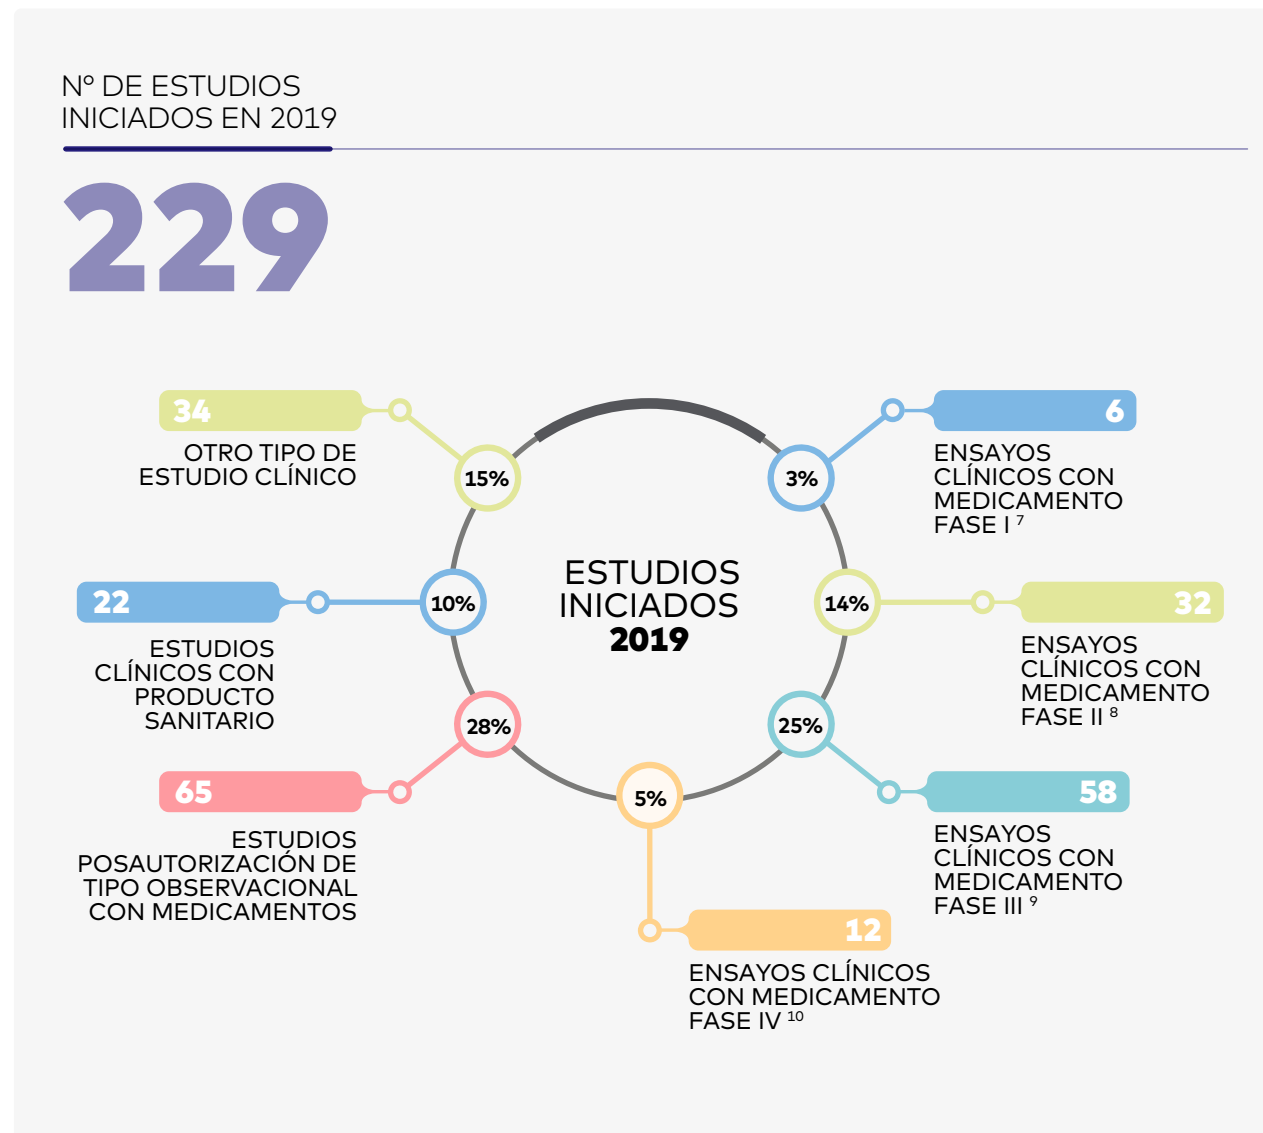 Nº DE ESTUDIOS
INICIADOS EN 2019
229
34
OTRO TIPO DE
ESTUDIO CLÍNICO
15%
6
ENSAYOS
CLÍNICOS CON
MEDICAMENTO
FASE I 7
3%
ESTUDIOS
INICIADOS
2019
22
ESTUDIOS
CLÍNICOS CON
PRODUCTO
SANITARIO
10%
32
ENSAYOS
CLÍNICOS CON
MEDICAMENTO
FASE II 8
14%
65
ESTUDIOS
POSAUTORIZACIÓN DE
TIPO OBSERVACIONAL
CON MEDICAMENTOS
28%
58
ENSAYOS
CLÍNICOS CON
MEDICAMENTO
FASE III 9
25%
5%
12
ENSAYOS CLÍNICOS
CON MEDICAMENTO
FASE IV 10